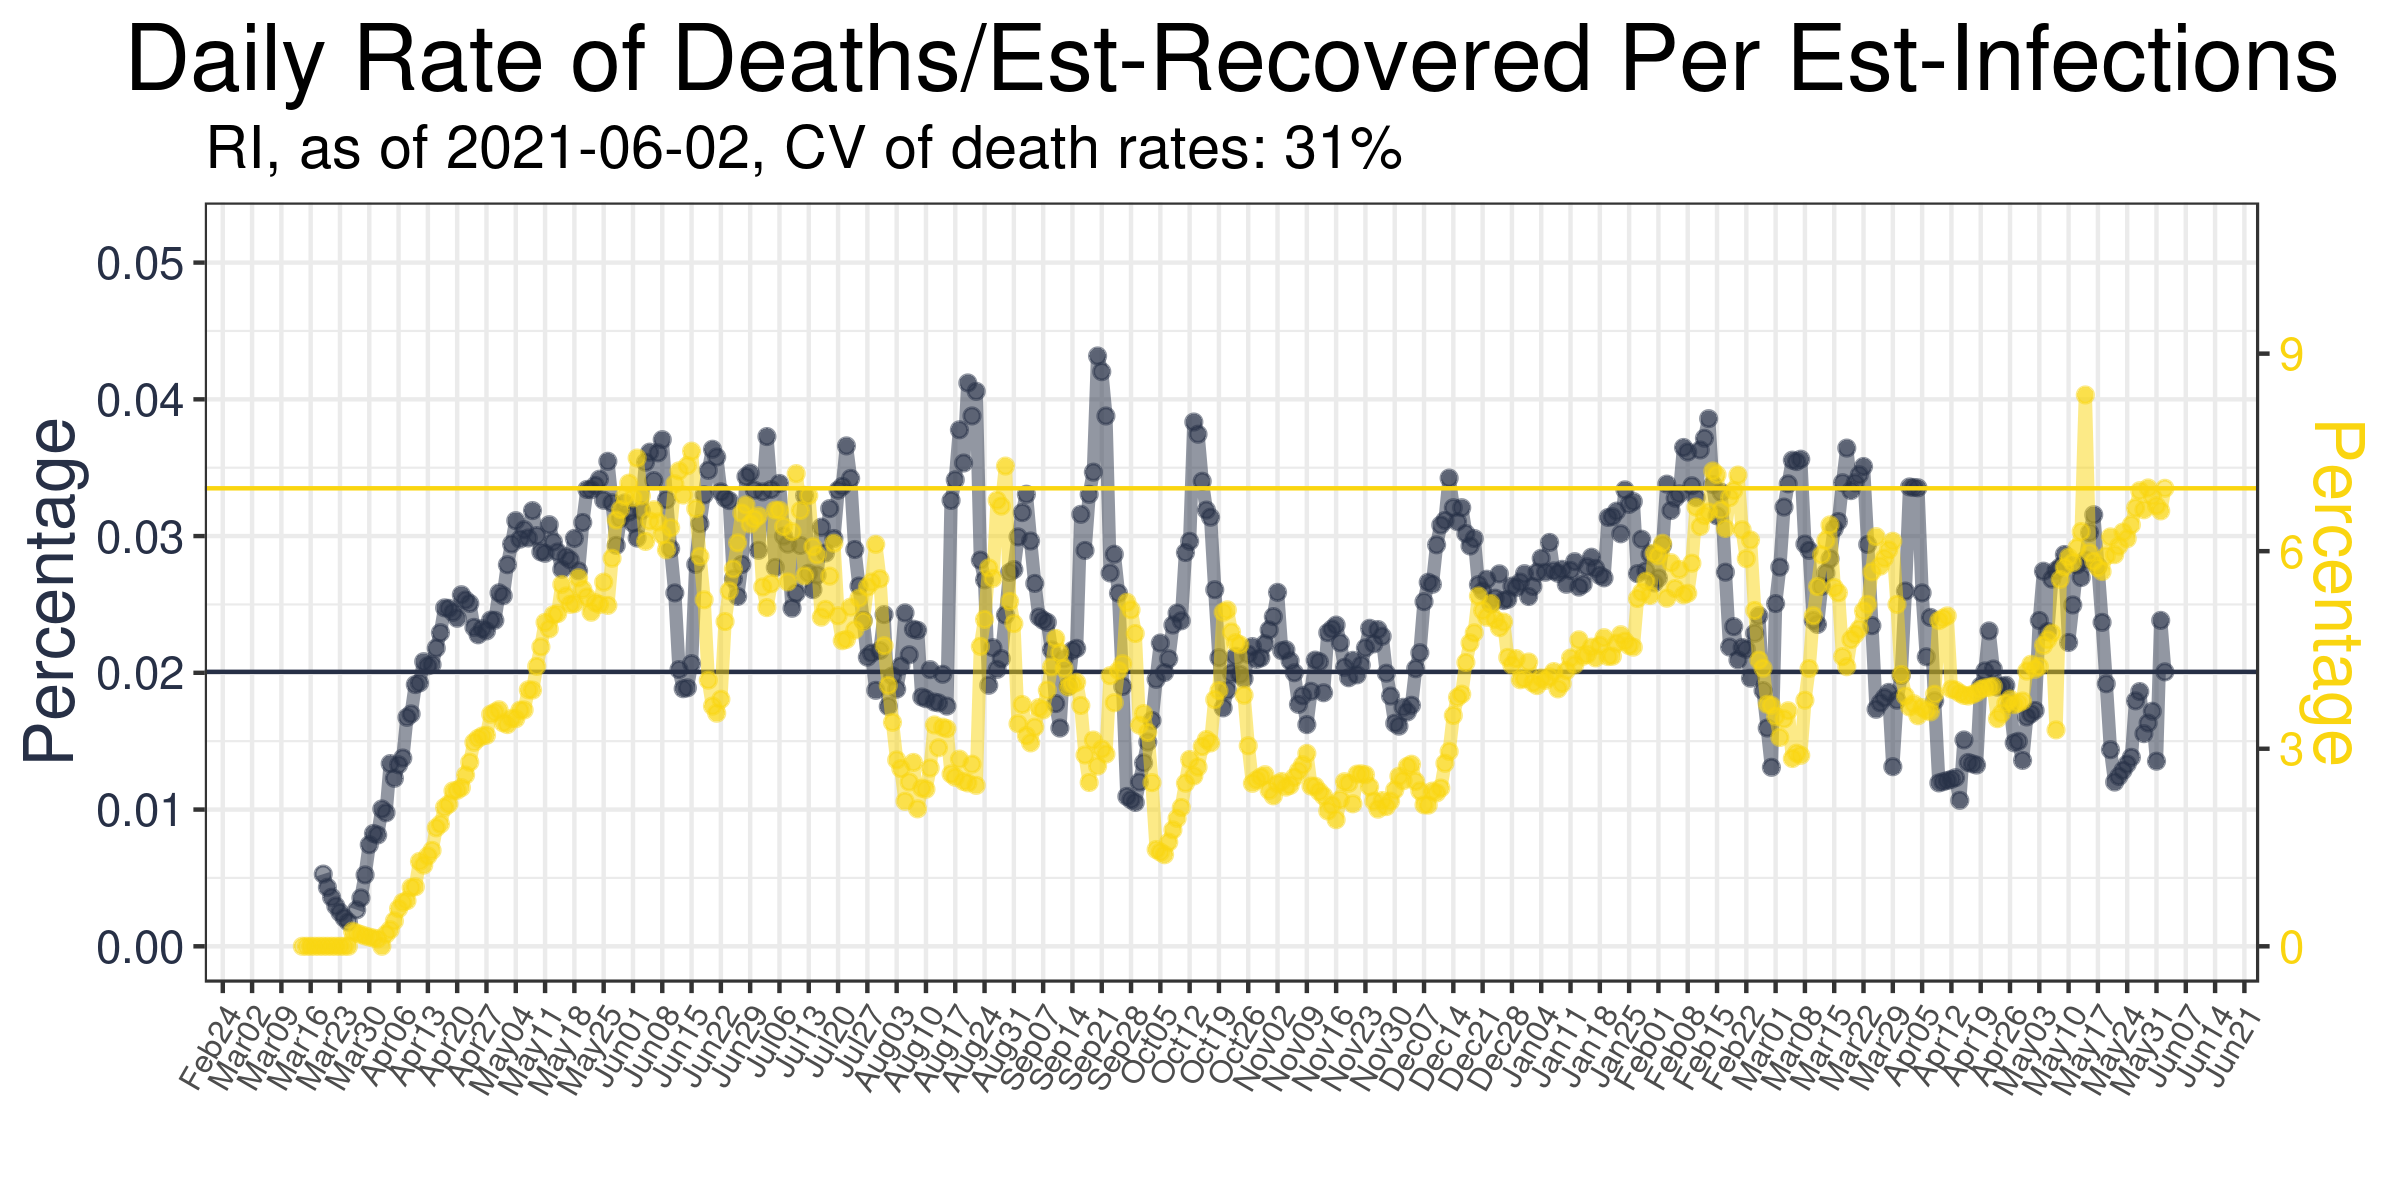 Daily Rate of Deaths/Est-Recovered Per Est-Infections
RI, as of 2021-06-02, CV of death rates: 31%
Percentage
0.05
0.04
0.03
0.02
0.01
0.00
9
6
3
0
Percentage
Feb24
Mar02
Mar09
Mar16
Mar23
Mar30
Apr06
Apr13
Apr20
Apr27
May04
May11
May18
May25
Jun01
Jun08
Jun15
Jun22
Jun29
Jul06
Jul13
Jul20
Jul27
Aug03
Aug10
Aug17
Aug24
Aug31
Sep07
Sep14
Sep21
Sep28
Oct05
Oct12
Oct19
Oct26
Nov02
Nov09
Nov16
Nov23
Nov30
Dec07
Dec14
Dec21
Dec28
Jan04
Jan11
Jan18
Jan25
Feb01
Feb08
Feb15
Feb22
Mar01
Mar08
Mar15
Mar22
Mar29
Apr05
Apr12
Apr19
Apr26
May03
May10
May17
May24
May31
Jun07
Jun14
Jun21